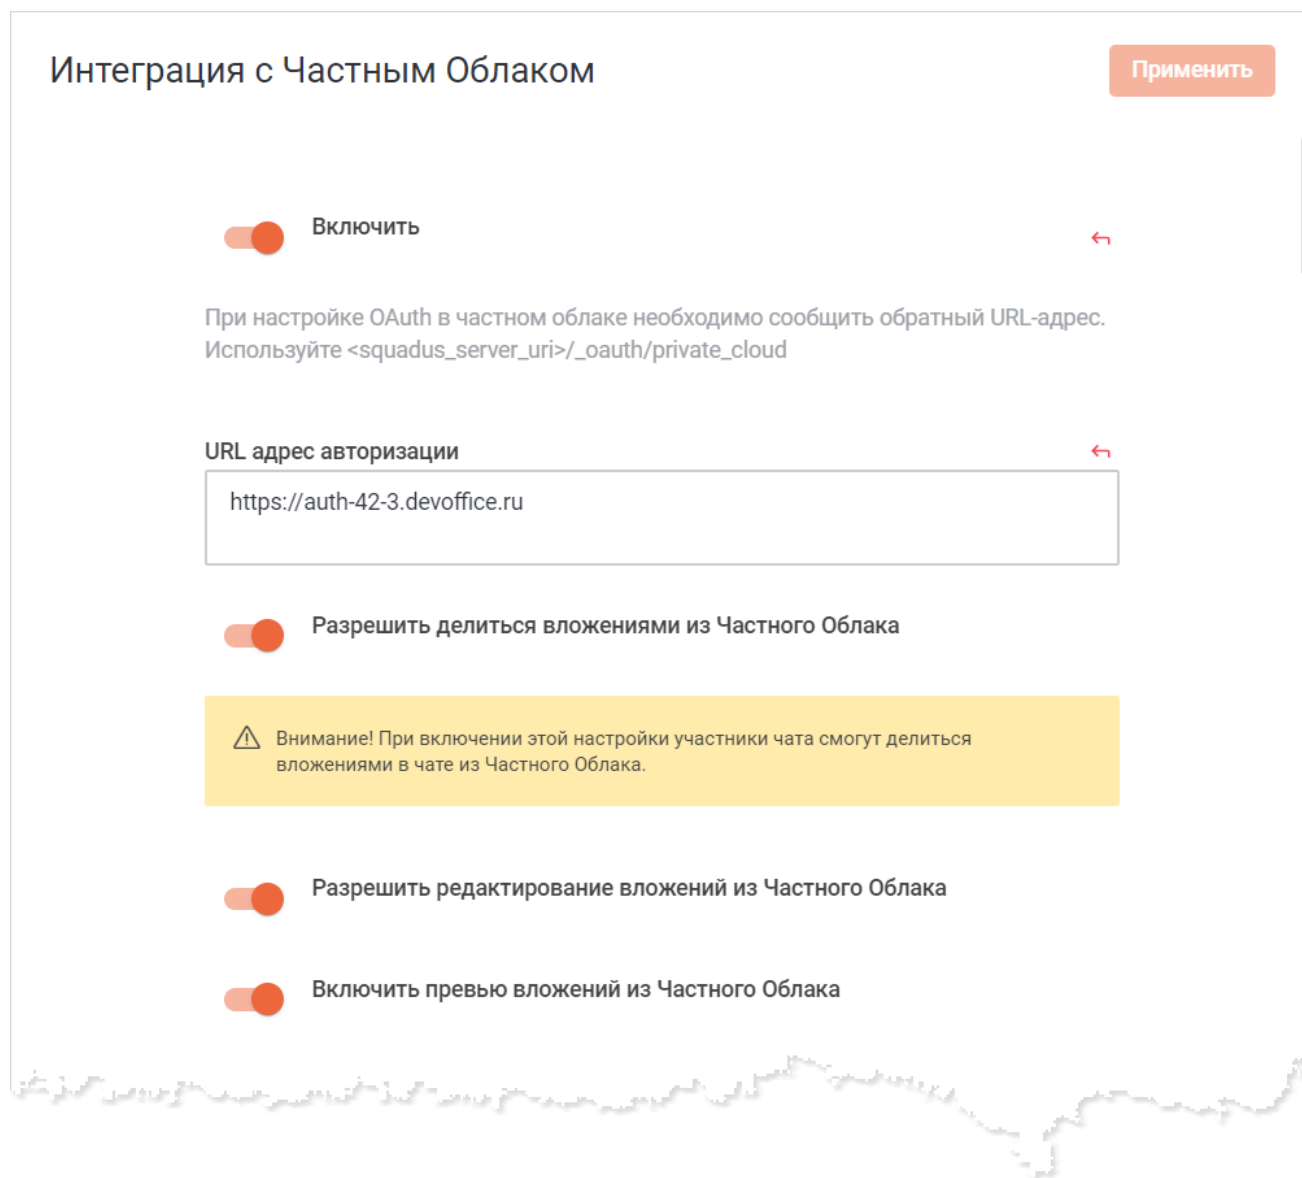 Интеграция с Частным Облаком
Применить
Включить
При настройке OAuth в частном облаке необходимо сообщить обратный URL-адрес.
Используйте <squadus_server_uri>/_oauth/private_cloud
URL адрес авторизации
https://auth-42-3.devoffice.ru
Разрешить делиться вложениями из Частного Облака
Внимание! При включении этой настройки участники чата смогут делиться
вложениями в чате из Частного Облака.
Разрешить редактирование вложений из Частного Облака
Включить превью вложений из Частного Облака